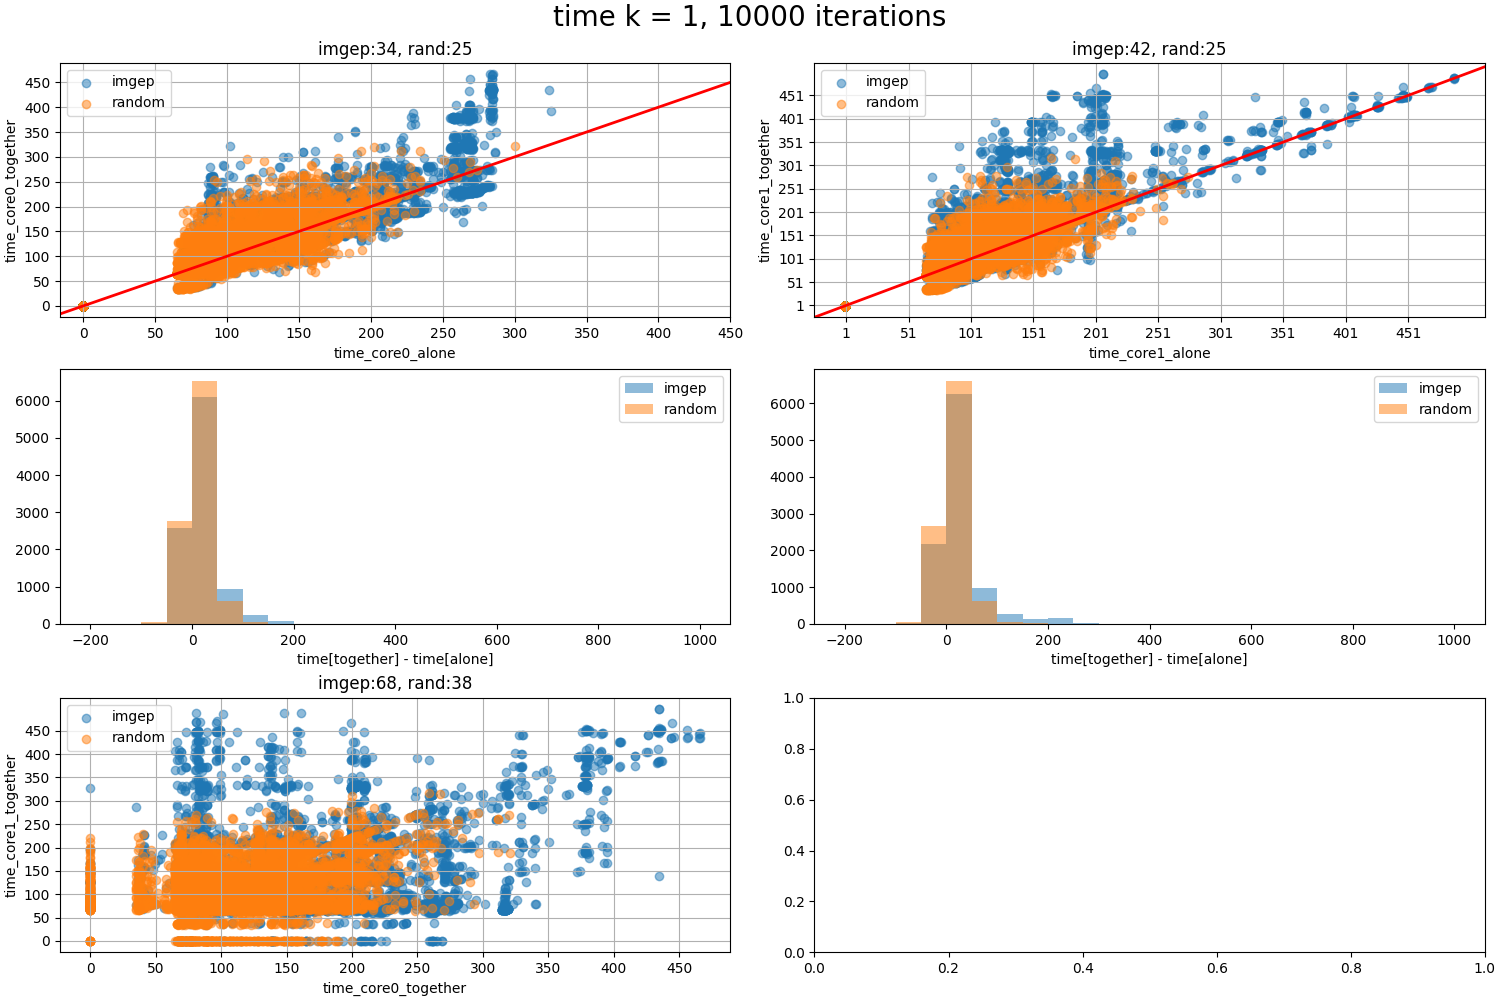 time k = 1, 10000 iterations
imgep:34, rand:25
imgep
random
time_core0_together
450
400
350
300
250
200
150
100
50
0
0 50 100 150 200 250 300 350 400 450
time_core0_alone
imgep:42, rand:25
imgep
random
time_core1_together
451
401
351
301
251
201
151
101
51
1
1 51 101 151 201 251 301 351 401 451
time_core1_alone
imgep
random
6000
5000
4000
3000
2000
1000
0
−200 0 200 400 600 800 1000
time[together] - time[alone]
imgep
random
6000
5000
4000
3000
2000
1000
0
−200 0 200 400 600 800 1000
time[together] - time[alone]
imgep:68, rand:38
imgep
random
time_core1_together
450
400
350
300
250
200
150
100
50
0
0 50 100 150 200 250 300 350 400 450
time_core0_together
1.0
0.8
0.6
0.4
0.2
0.0
0.0 0.2 0.4 0.6 0.8 1.0